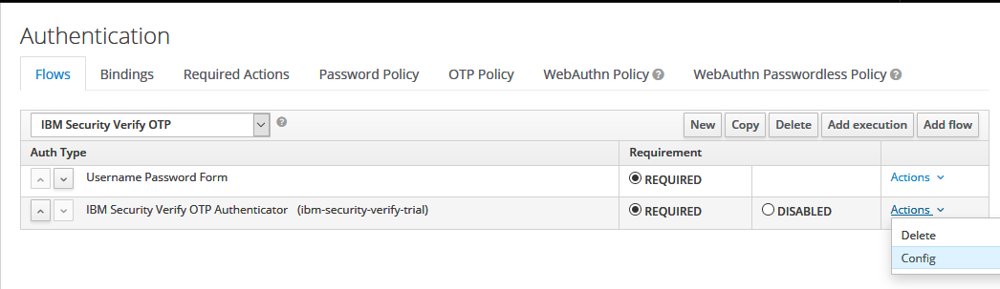 Authentication
Flows Bindings Required Actions Password Policy OTP Policy WebAuthn Policy ? WebAuthn Passwordless Policy ?
IBM Security Verify OTP ? New Copy Delete Add execution Add flow
Auth Type Requirement
Username Password Form REQUIRED Actions
IBM Security Verify OTP Authenticator (ibm-security-verify-trial) REQUIRED DISABLED Actions
Delete
Config